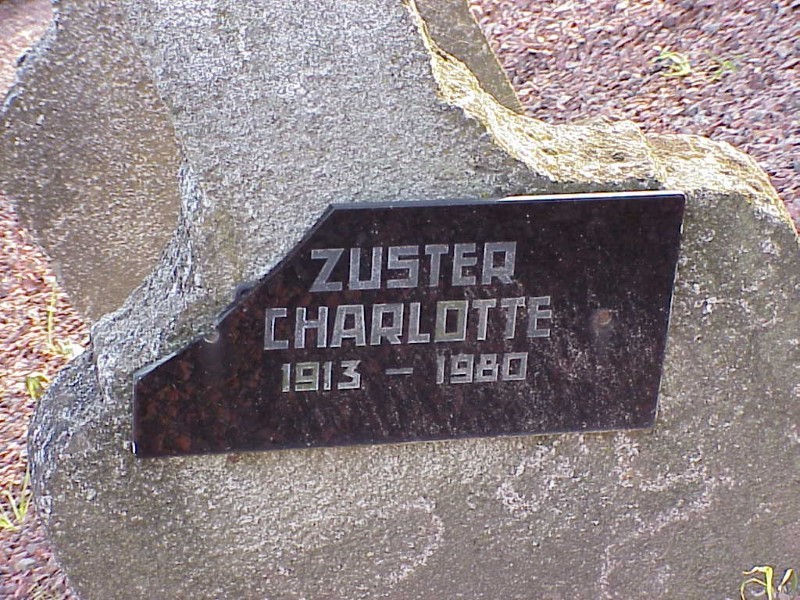 ZUSTER
CHARLOTTE
1913 - 1980